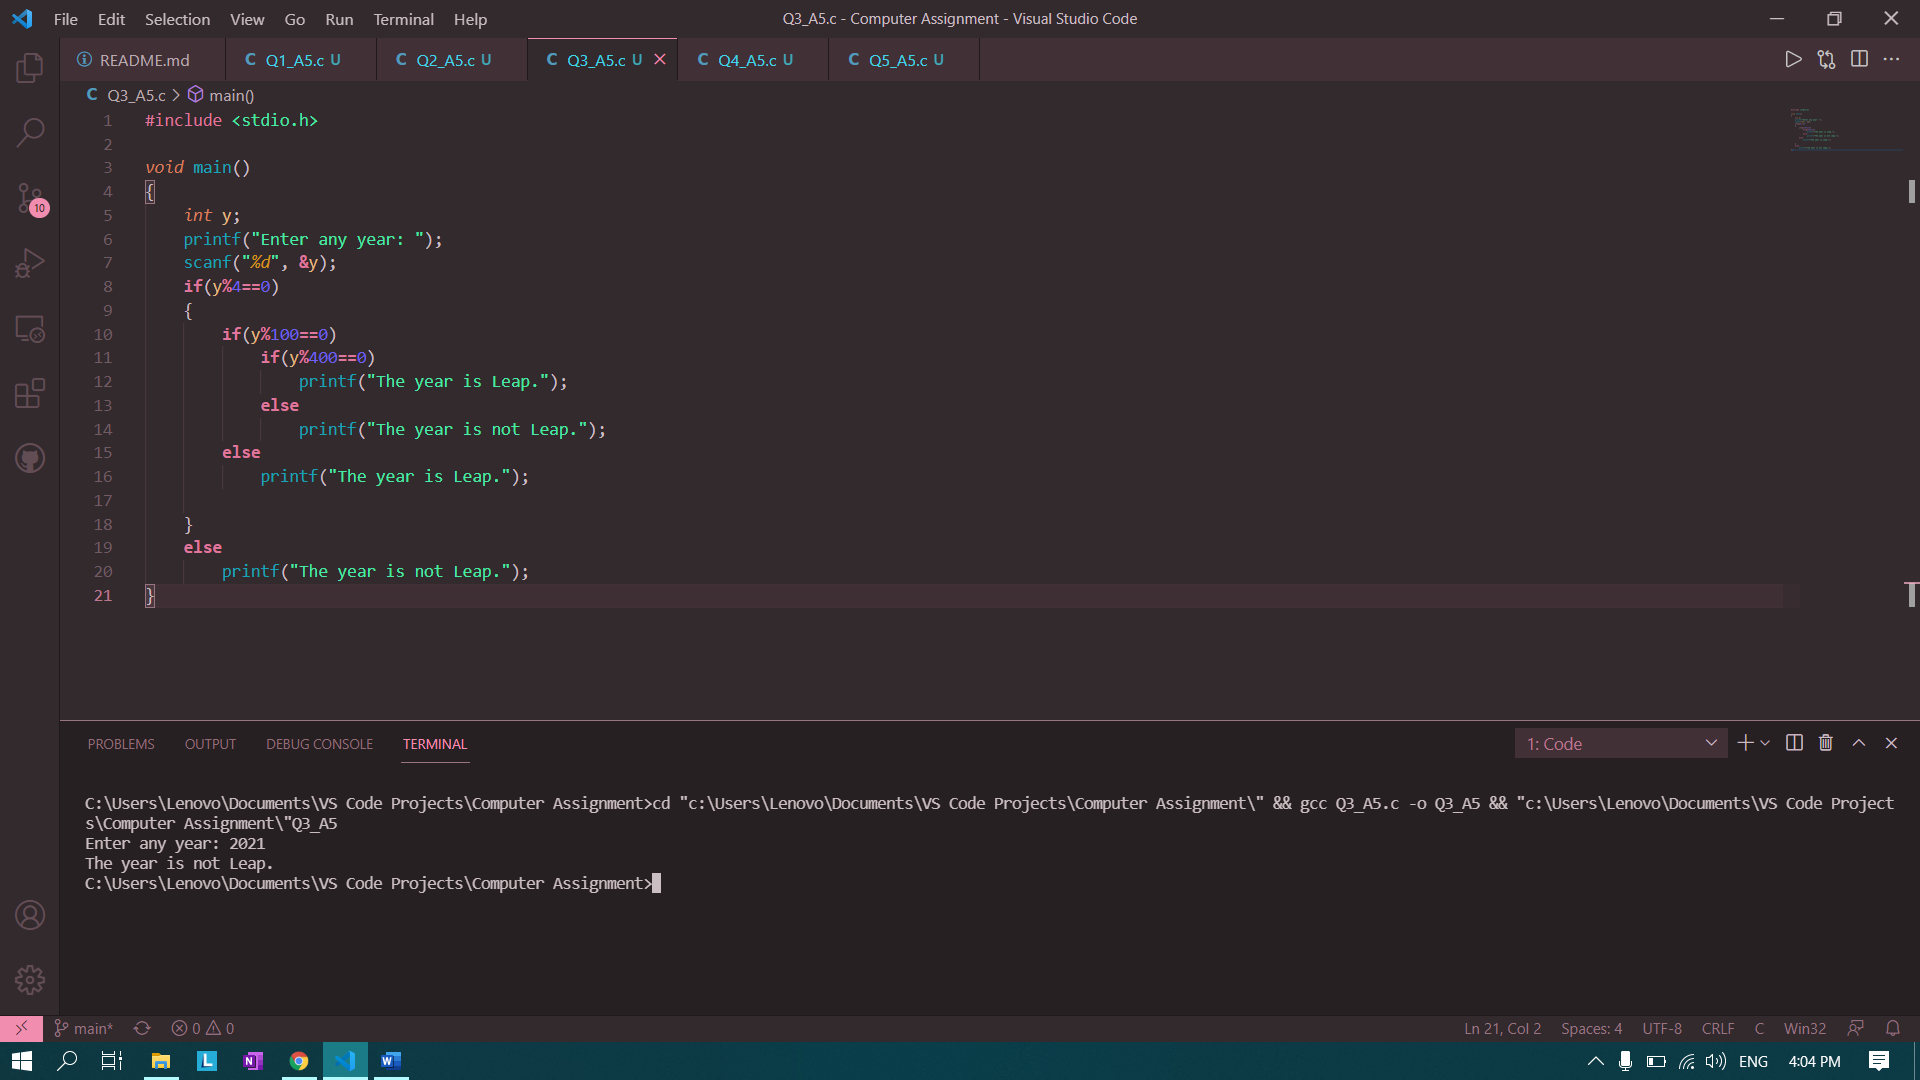 File Edit Selection View Go Run Terminal Help
Q3_A5.c - Computer Assignment - Visual Studio Code
README.md
C Q1_A5.c U
C Q2_A5.c U
C Q3_A5.c U
C Q4_A5.c U
C Q5_A5.c U
C Q3_A5.c > main()
1 #include <stdio.h>
2
3 void main()
4 {
5     int y;
6     printf("Enter any year: ");
7     scanf("%d", &y);
8     if(y%4==0)
9     {
10         if(y%100==0)
11             if(y%400==0)
12                 printf("The year is Leap.");
13             else
14                 printf("The year is not Leap.");
15         else
16             printf("The year is Leap.");
17
18     }
19     else
20         printf("The year is not Leap.");
21 }
10
PROBLEMS OUTPUT DEBUG CONSOLE TERMINAL
1: Code
C:\Users\Lenovo\Documents\VS Code Projects\Computer Assignment>cd "c:\Users\Lenovo\Documents\VS Code Projects\Computer Assignment\" && gcc Q3_A5.c -o Q3_A5 && "c:\Users\Lenovo\Documents\VS Code Project
s\Computer Assignment\"Q3_A5
Enter any year: 2021
The year is not Leap.
C:\Users\Lenovo\Documents\VS Code Projects\Computer Assignment>
main* 0 0
Ln 21, Col 2 Spaces: 4 UTF-8 CRLF C Win32
L N W
ENG 4:04 PM